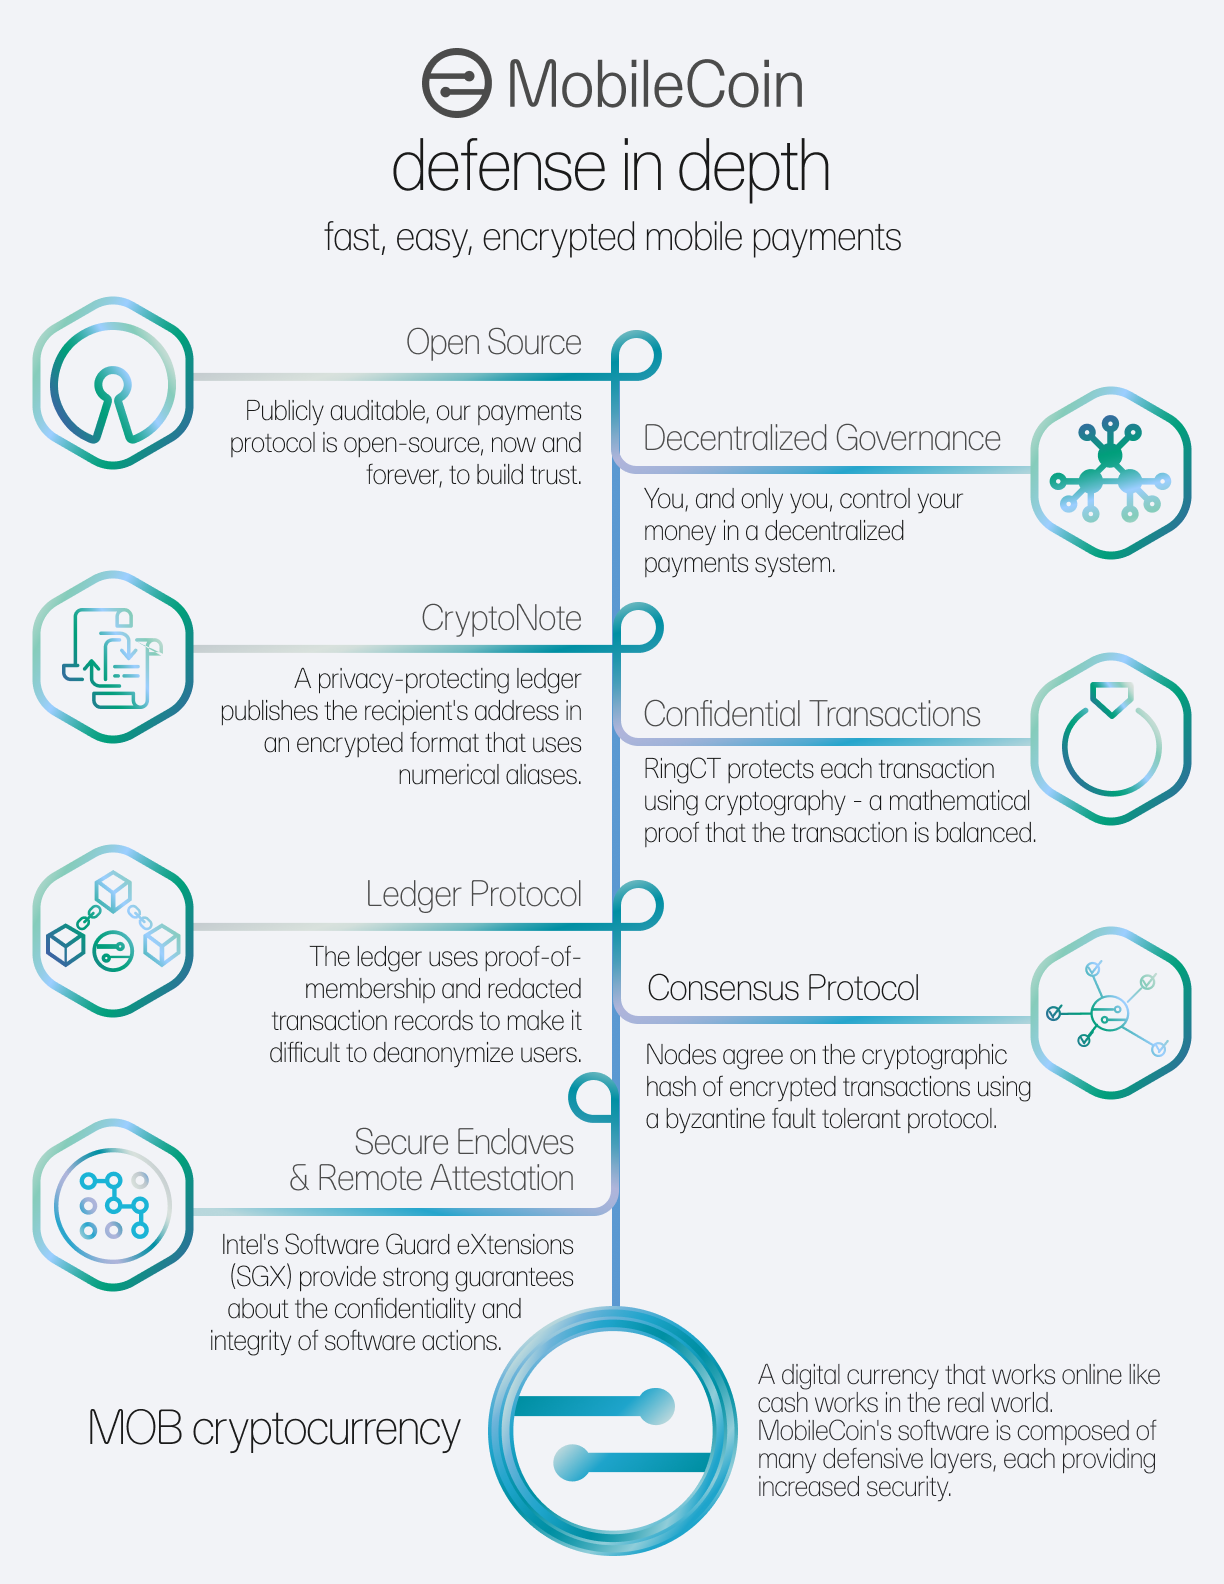 MobileCoin
defense in depth
fast, easy, encrypted mobile payments
Open Source
Publicly auditable, our payments
protocol is open-source, now and
forever, to build trust.
Decentralized Governance
You, and only you, control your
money in a decentralized
payments system.
CryptoNote
A privacy-protecting ledger
publishes the recipient's address in
an encrypted format that uses
numerical aliases.
Confidential Transactions
RingCT protects each transaction
using cryptography - a mathematical
proof that the transaction is balanced.
Ledger Protocol
The ledger uses proof-of-
membership and redacted
transaction records to make it
difficult to deanonymize users.
Consensus Protocol
Nodes agree on the cryptographic
hash of encrypted transactions using
a byzantine fault tolerant protocol.
Secure Enclaves
& Remote Attestation
Intel's Software Guard eXtensions
(SGX) provide strong guarantees
about the confidentiality and
integrity of software actions.
MOB cryptocurrency
A digital currency that works online like
cash works in the real world.
MobileCoin's software is composed of
many defensive layers, each providing
increased security.